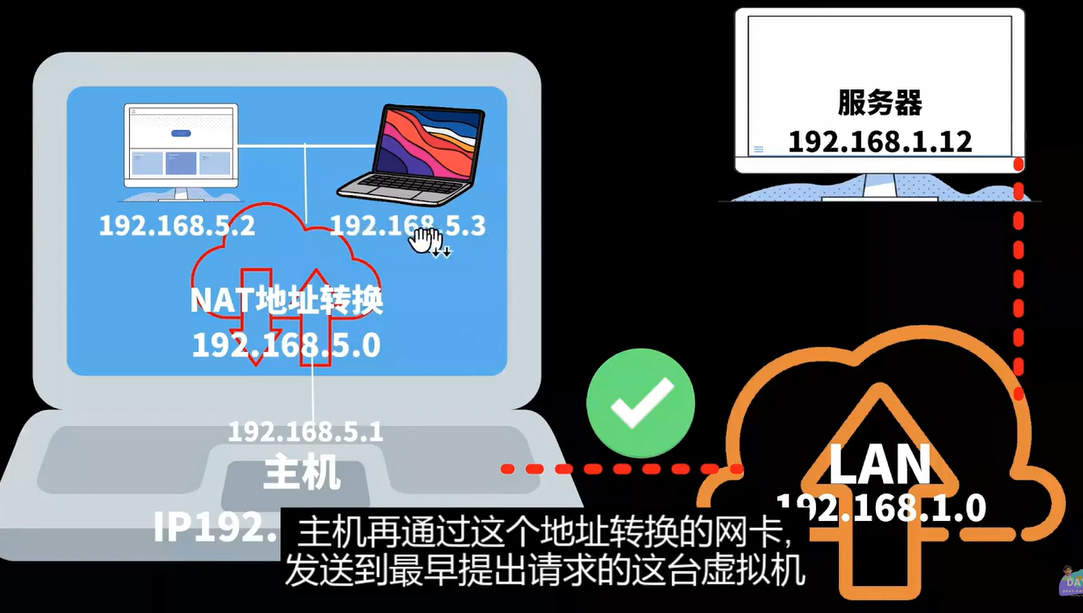 服务器
192.168.1.12
192.168.5.2
192.168.5.3
NAT地址转换
192.168.5.0
192.168.5.1
主机
IP192.
LAN
192.168.1.0
主机再通过这个地址转换的网卡,
发送到最早提出请求的这台虚拟机